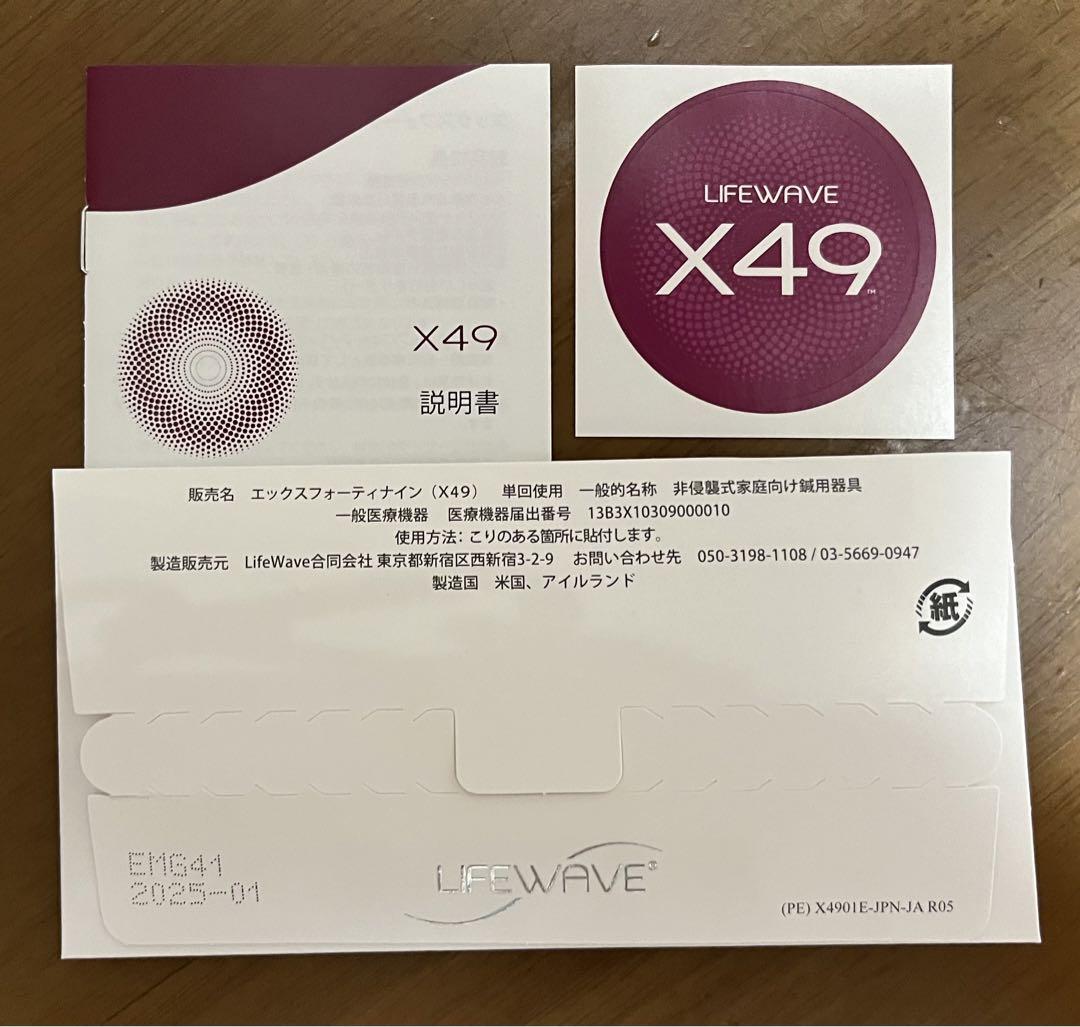 X49
説明書
LIFEWAVE
X49™
販売名 エックスフォーティナイン（X49） 単回使用 一般的名称 非侵襲式家庭向け鍼用器具
一般医療機器 医療機器届出番号 13B3X10309000010
使用方法：こりのある箇所に貼付します。
製造販売元 LifeWave合同会社 東京都新宿区西新宿3-2-9 お問い合わせ先 050-3198-1108 / 03-5669-0947
製造国 米国、アイルランド
紙
EMG41
2025-01
LIFEWAVE®
(PE) X4901E-JPN-JA R05